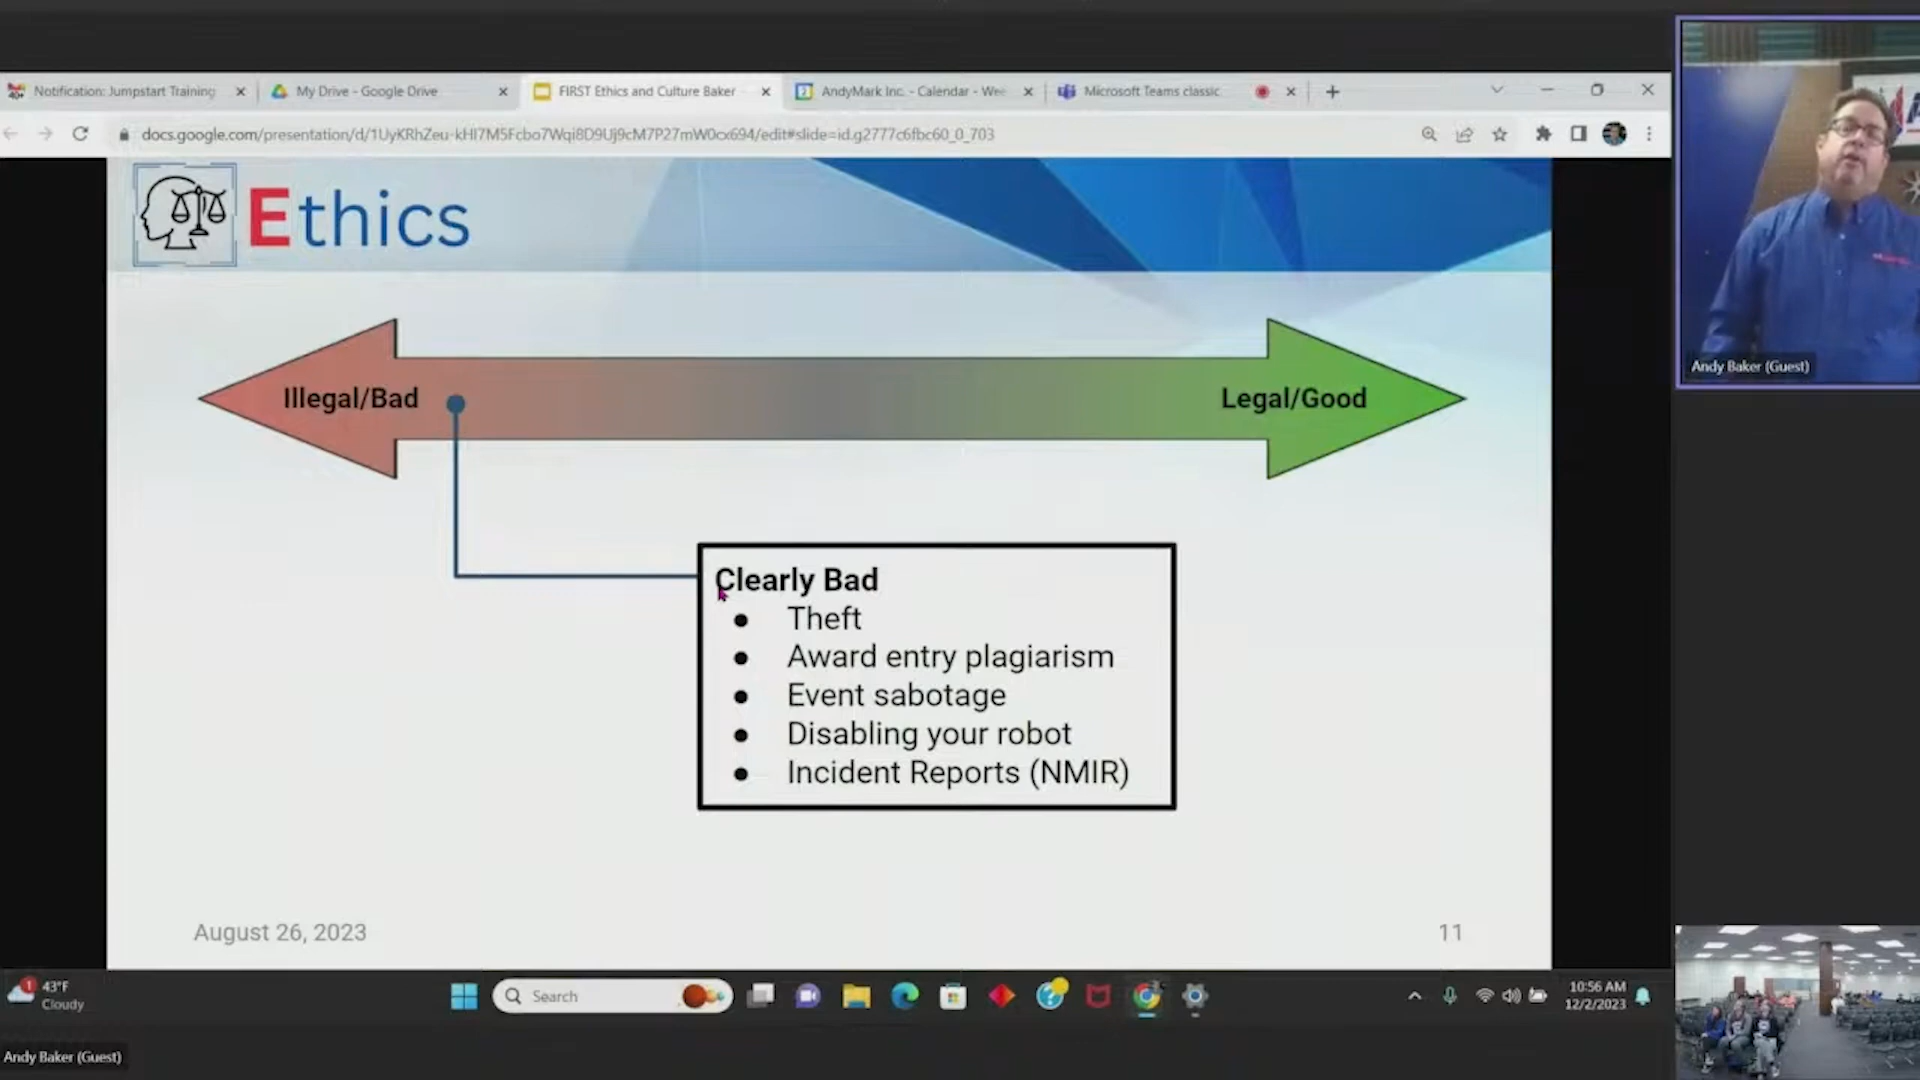 Notification: Jumpstart Training
My Drive - Google Drive
FIRST Ethics and Culture Baker
AndyMark Inc. - Calendar - Wee
Microsoft Teams classic
docs.google.com/presentation/d/1UyKRhZeu-kHI7M5Fcbo7Wqi8D9Uj9cM7P27mW0cx694/edit#slide=id.g2777c6fbc60_0_703
Ethics
Illegal/Bad
Legal/Good
Clearly Bad
● Theft
● Award entry plagiarism
● Event sabotage
● Disabling your robot
● Incident Reports (NMIR)
August 26, 2023
11
Andy Baker (Guest)
1
43°F
Cloudy
Search
10:56 AM
12/2/2023
Andy Baker (Guest)